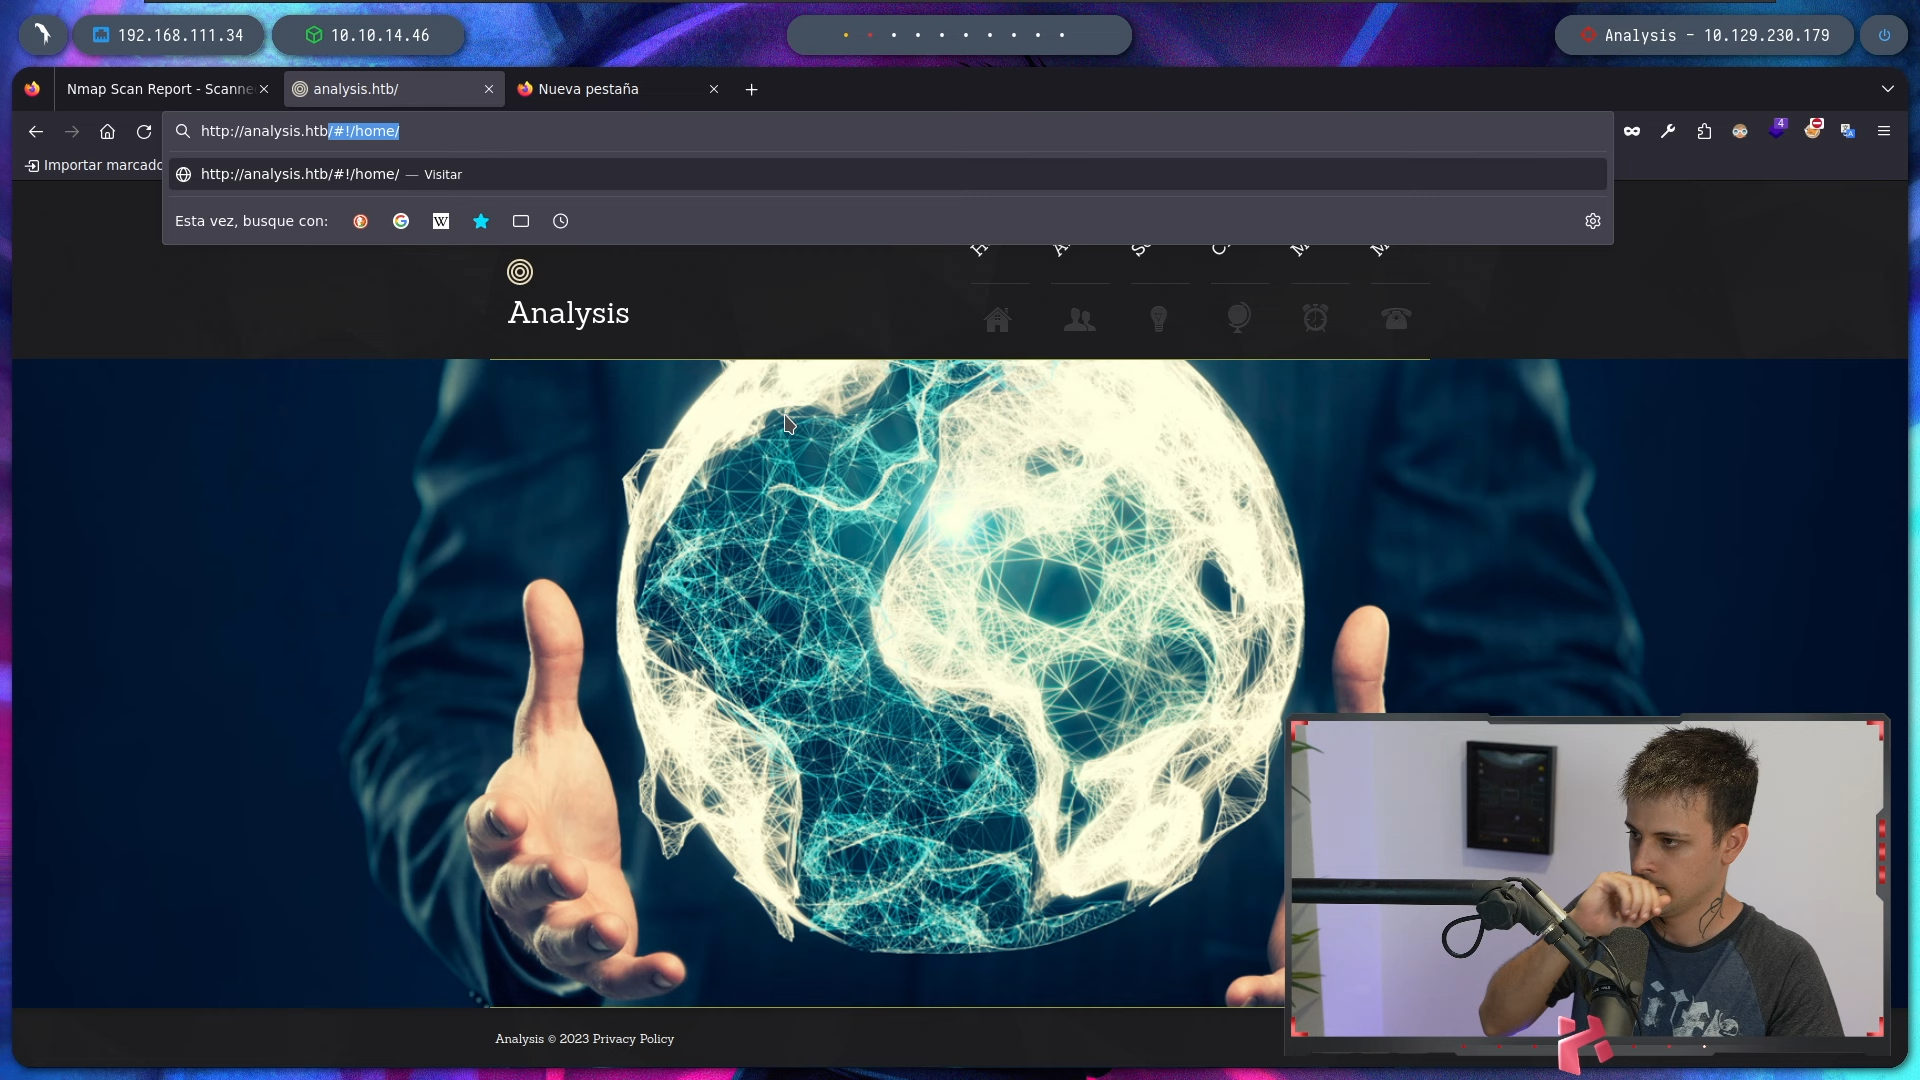 192.168.111.34
10.10.14.46
Analysis - 10.129.230.179
Nmap Scan Report - Scanne
analysis.htb/
Nueva pestaña
http://analysis.htb/#!/home/
4
Importar marcado
http://analysis.htb/#!/home/ — Visitar
Esta vez, busque con:
Analysis
Analysis © 2023 Privacy Policy